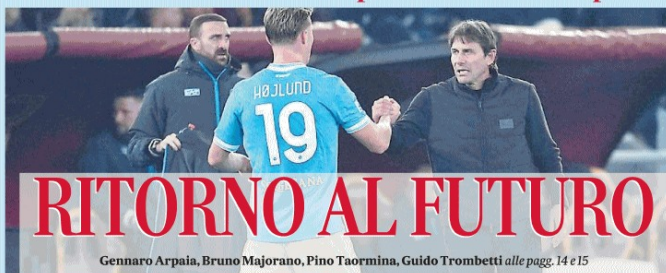 HØJLUND
19
RITORNO AL FUTURO
Gennaro Arpaia, Bruno Majorano, Pino Taormina, Guido Trombetti alle pagg. 14 e 15